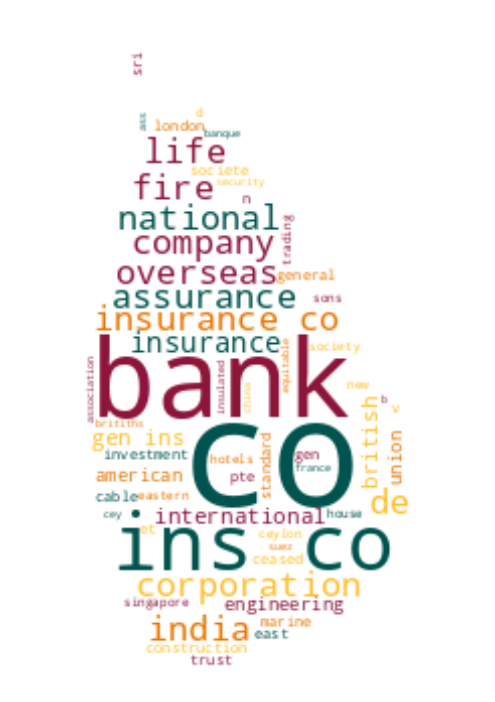 sri
d
ass
london
banque
life
societe
security
fire
n
national
trading
company
overseas
general
assurance
sons
insurance co
insurance
society
bank
association
insulated
china
equitable
new
b
v
britiths
gen ins
co
british
union
investment
hotels
standard
gen
france
american
pte
de
cable
eastern
cey
international
house
et
ins co
ceylon
suez
ceased
corporation
singapore
engineering
india
marine
east
construction
trust